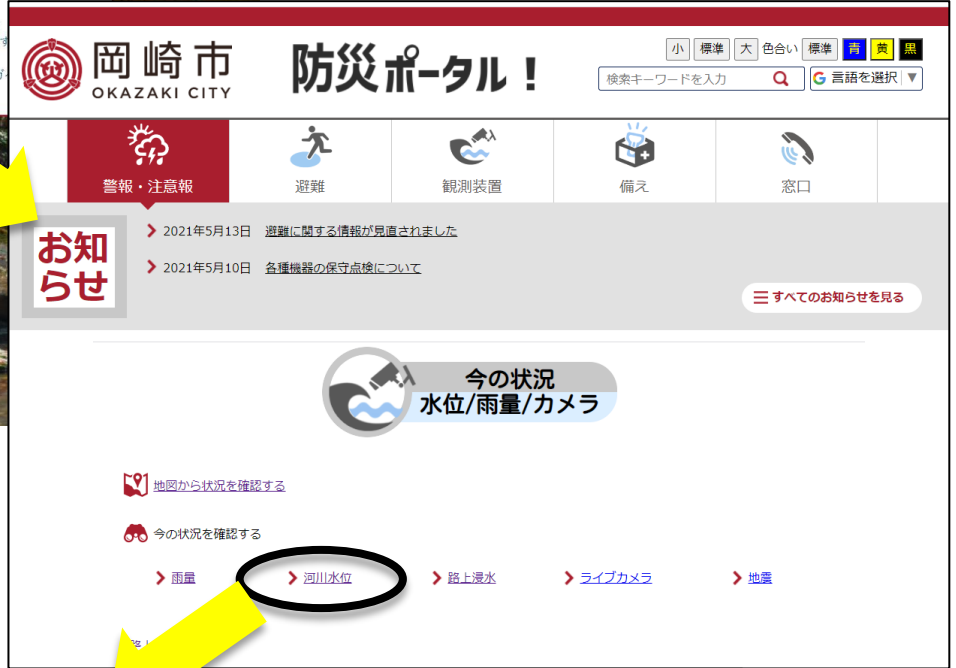 岡崎市
OKAZAKI CITY
防災ポータル!
小 標準 大 色合い 標準 青 黄 黒
検索キーワードを入力
G 言語を選択 ▼
警報・注意報 避難 観測装置 備え 窓口
お知らせ
2021年5月13日 避難に関する情報が見直されました
2021年5月10日 各種機器の保守点検について
すべてのお知らせを見る
今の状況
水位/雨量/カメラ
地図から状況を確認する
今の状況を確認する
雨量 河川水位 路上浸水 ライブカメラ 地震